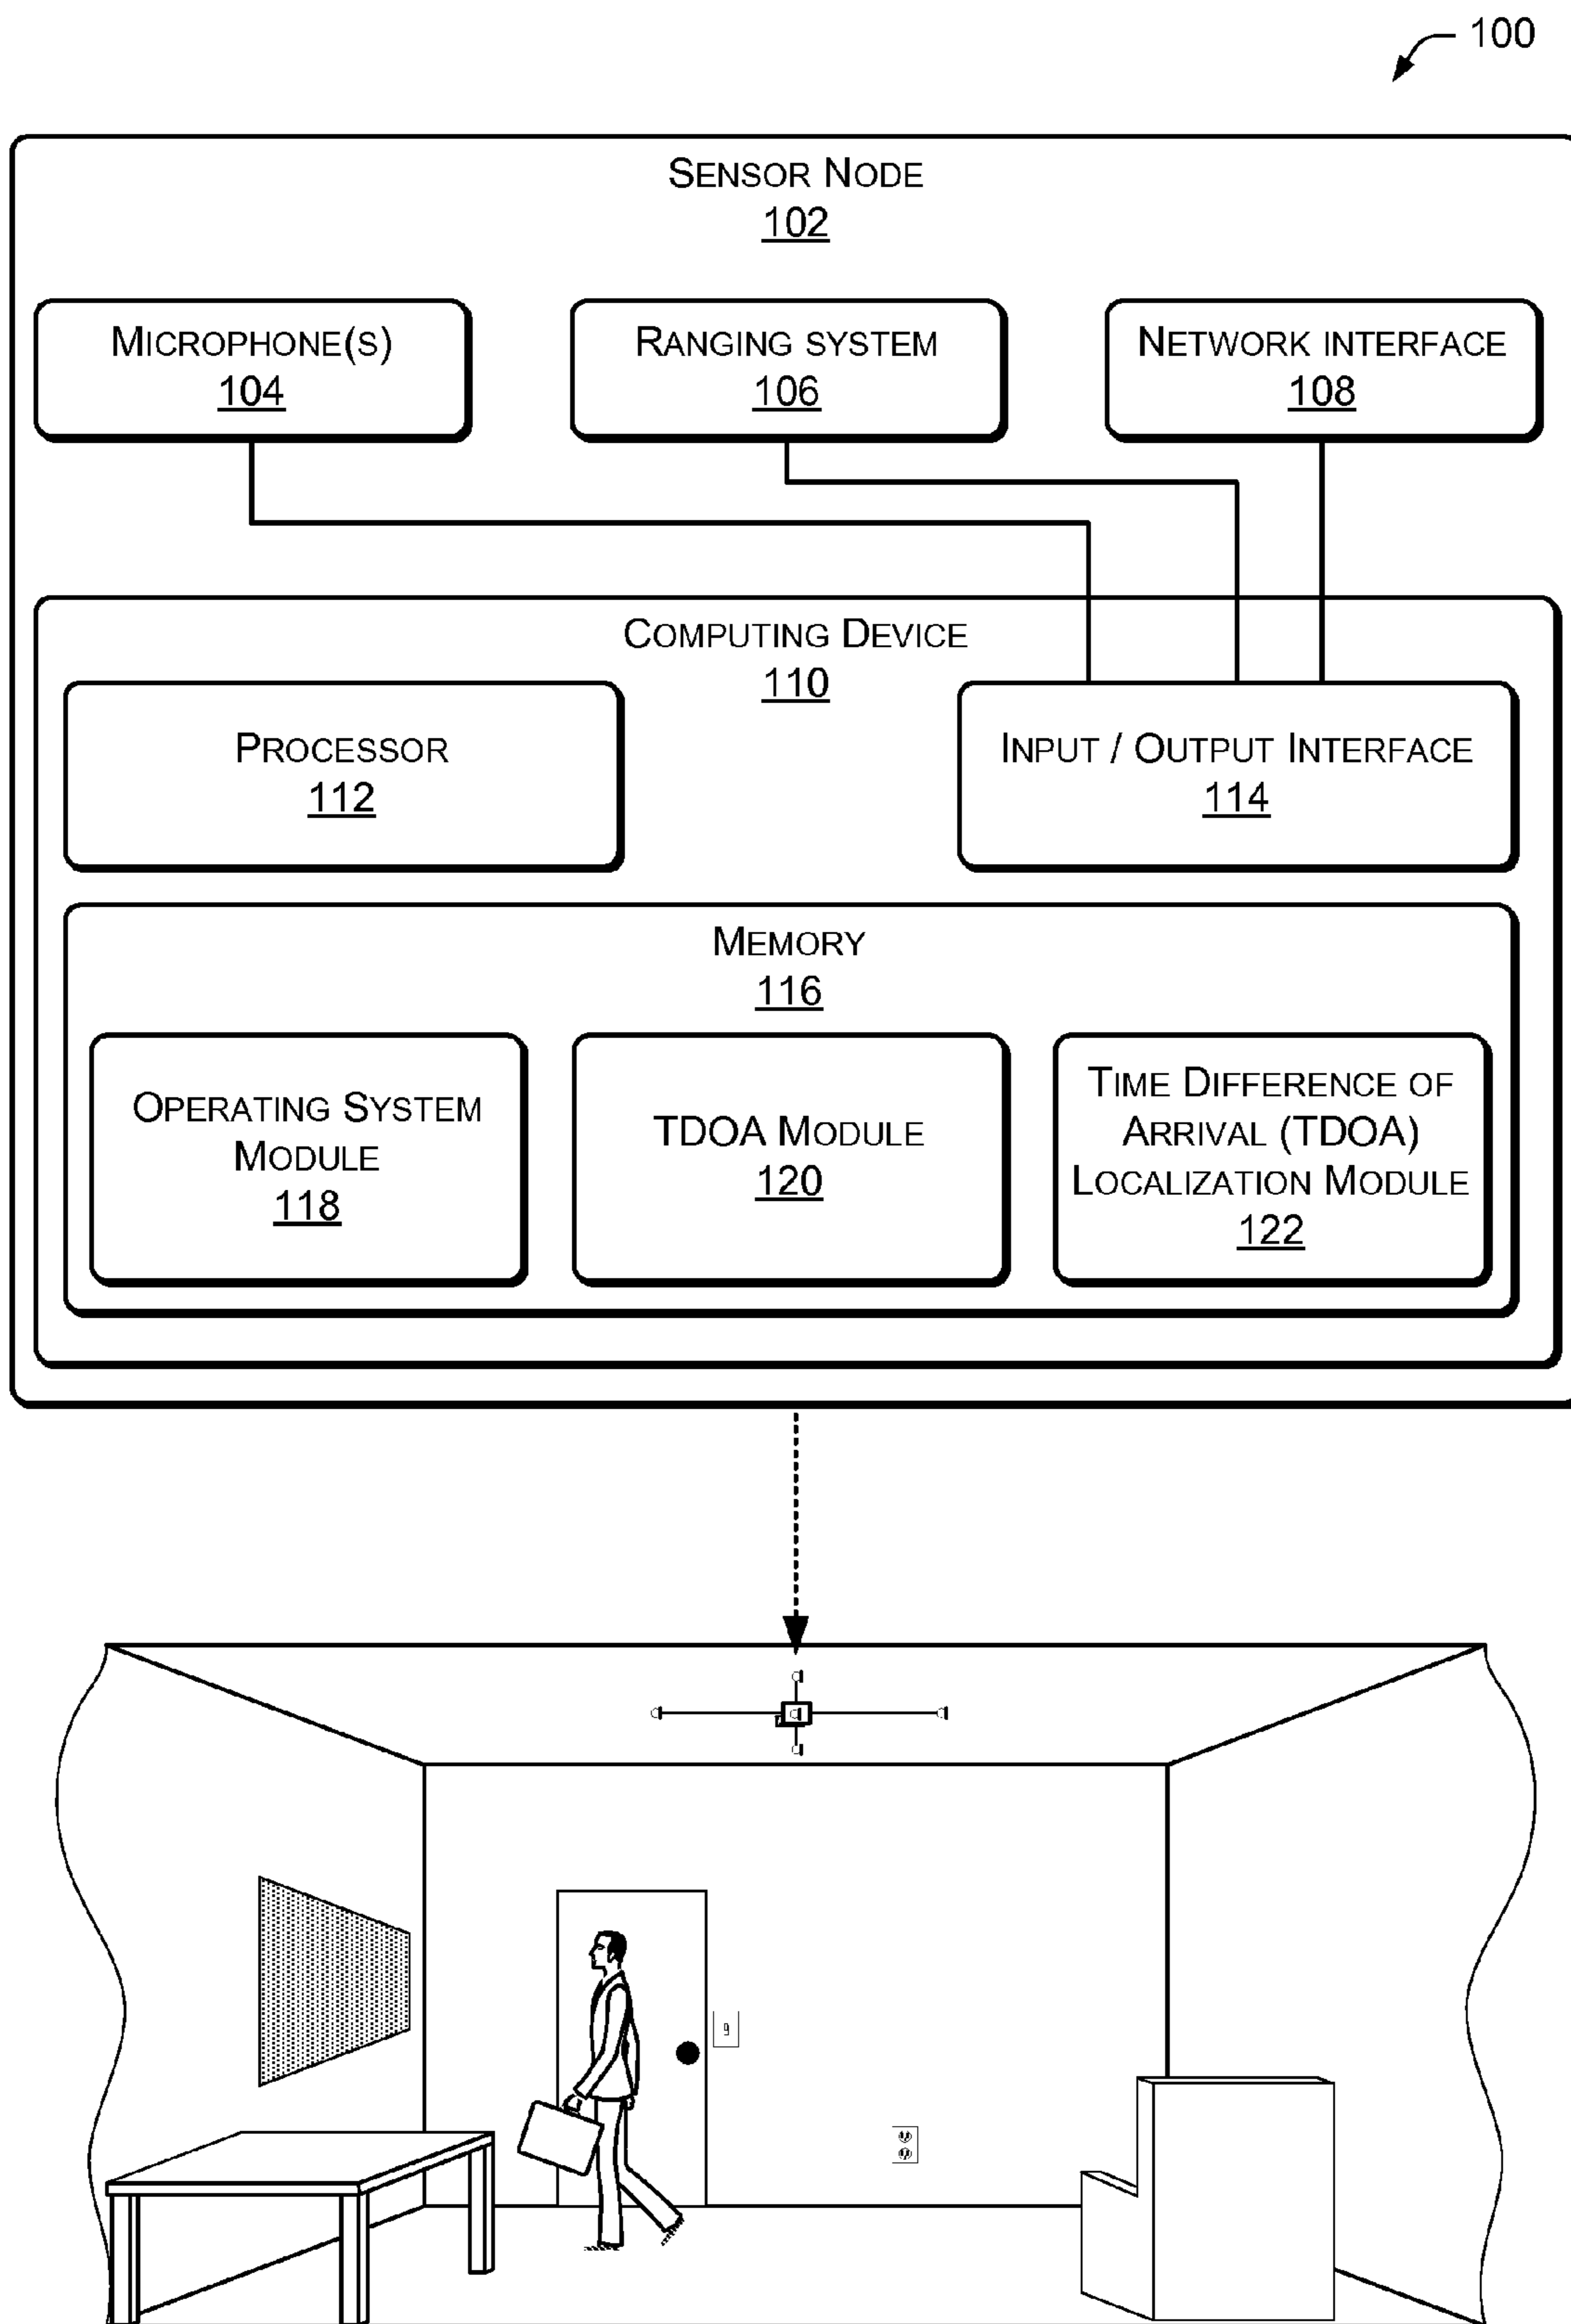 100
SENSOR NODE
102
MICROPHONE(S)
104
RANGING SYSTEM
106
NETWORK INTERFACE
108
COMPUTING DEVICE
110
PROCESSOR
112
INPUT / OUTPUT INTERFACE
114
MEMORY
116
OPERATING SYSTEM
MODULE
118
TDOA MODULE
120
TIME DIFFERENCE OF
ARRIVAL (TDOA)
LOCALIZATION MODULE
122